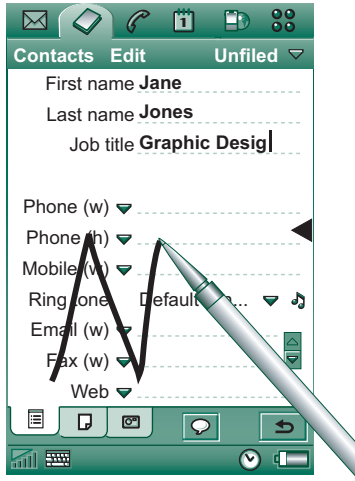 Contacts Edit Unfiled
First name Jane
Last name Jones
Job title Graphic Desig
Phone (w)
Phone (h)
Mobile (w)
Ring tone Default
Email (w)
Fax (w)
Web